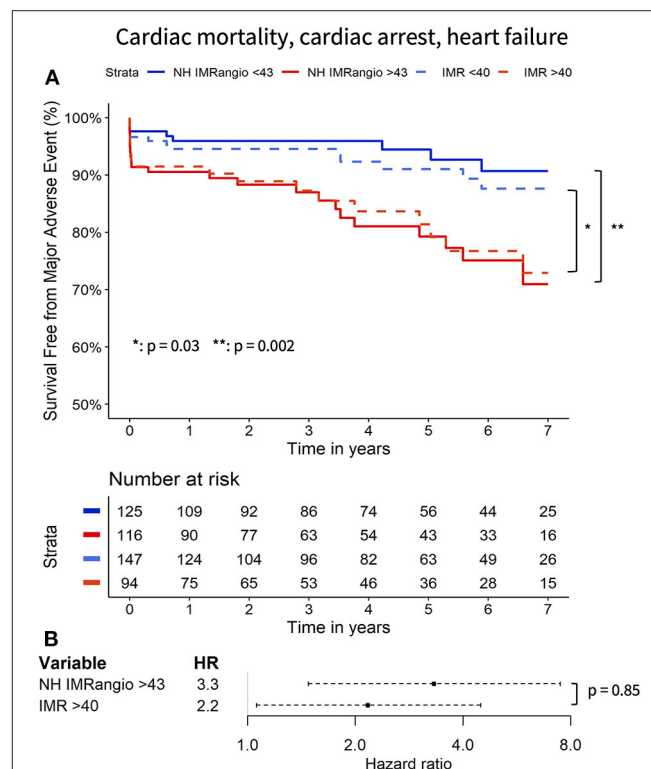 Cardiac mortality, cardiac arrest, heart failure
A
Strata NH IMRangio <43 NH IMRangio >43 IMR <40 IMR >40
Survival Free from Major Adverse Event (%)
100%
90%
80%
70%
60%
50%
* **
*: p = 0.03 **: p = 0.002
0 1 2 3 4 5 6 7
Time in years
Number at risk
Strata
125 109 92 86 74 56 44 25
116 90 77 63 54 43 33 16
147 124 104 96 82 63 49 26
94 75 65 53 46 36 28 15
0 1 2 3 4 5 6 7
Time in years
B
Variable HR
NH IMRangio >43 3.3
IMR >40 2.2
p = 0.85
1.0 2.0 4.0 8.0
Hazard ratio